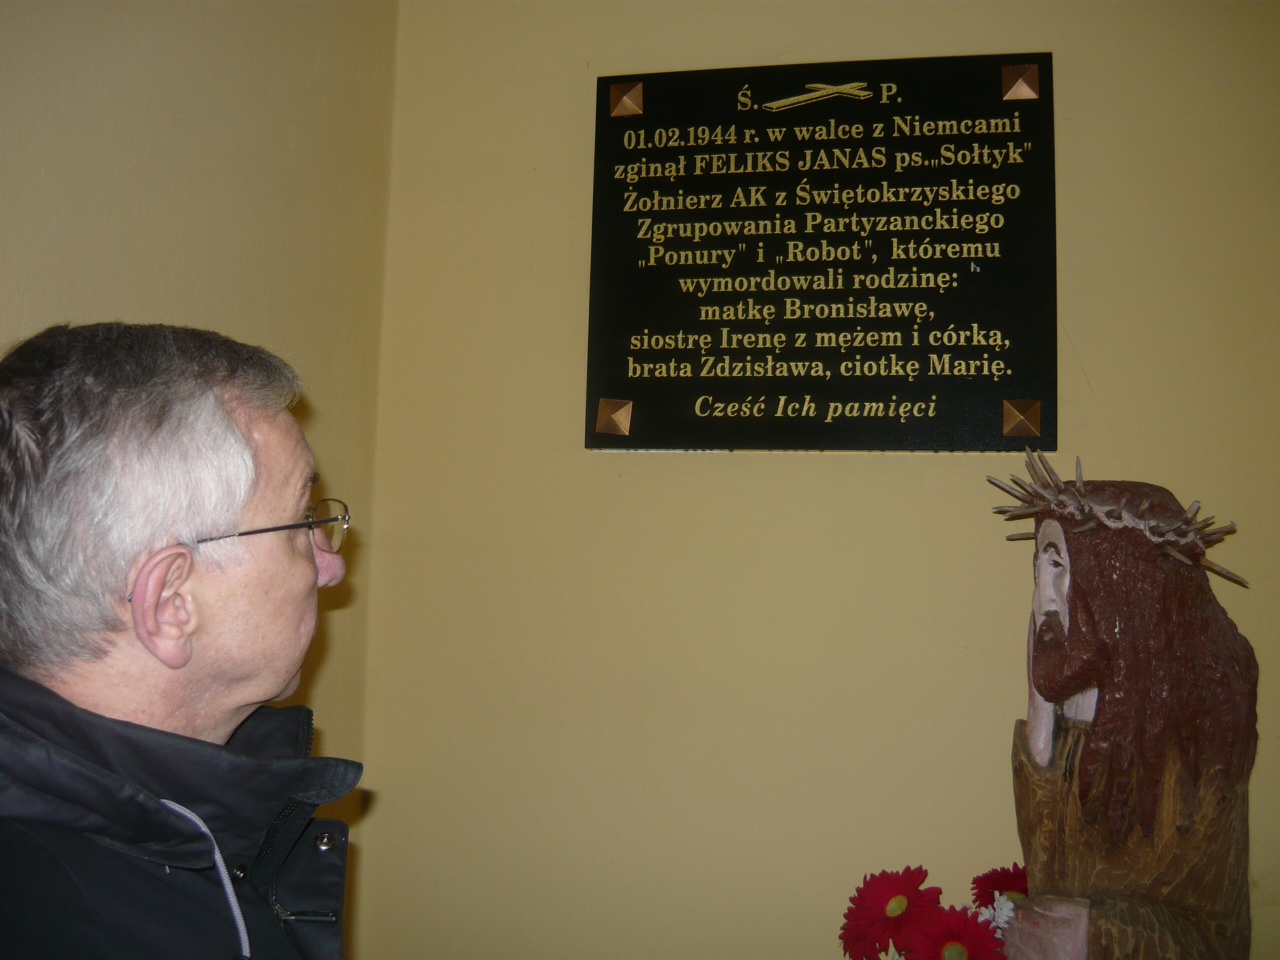 Ś. P.
01.02.1944 r. w walce z Niemcami
zginął FELIKS JANAS ps. „Sołtyk"
Żołnierz AK z Świętokrzyskiego
Zgrupowania Partyzanckiego
„Ponury" i „Robot", któremu
wymordowali rodzinę:
matkę Bronisławę,
siostrę Irenę z mężem i córką,
brata Zdzisława, ciotkę Marię.
Cześć Ich pamięci